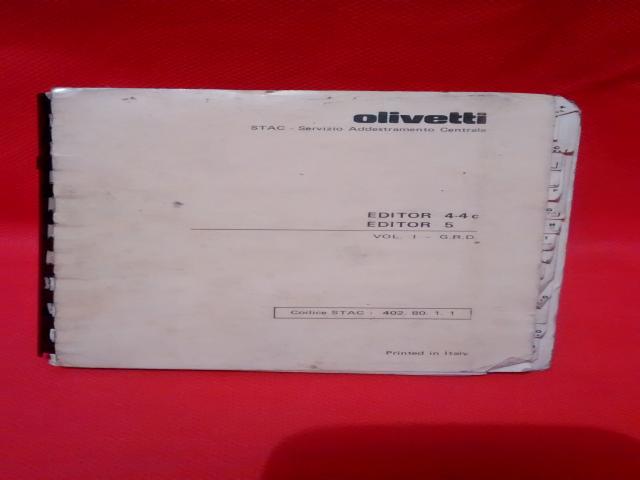 olivetti
STAC - Servizio Addestramento Centrale
EDITOR 4-4c
EDITOR 5
VOL. I - G.R.D.
Codice STAC : 402. 80. 1. 1
Printed in Italy